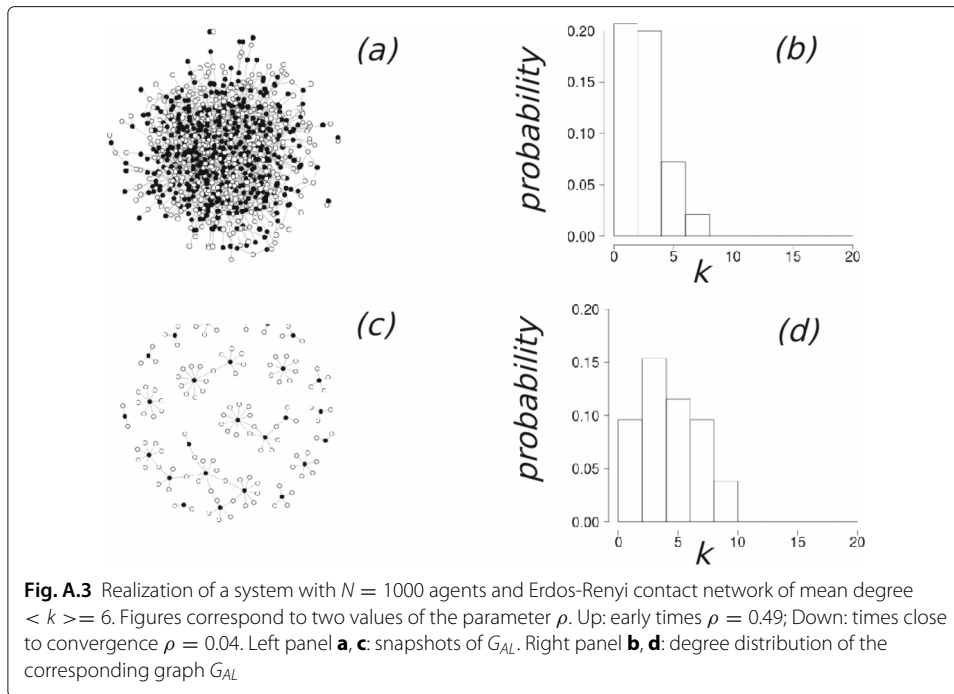 (a)
(b)
probability
0.20
0.15
0.10
0.05
0.00
0 5 10 15 20
k
(c)
(d)
probability
0.20
0.15
0.10
0.05
0.00
0 5 10 15 20
k
Fig. A.3 Realization of a system with N = 1000 agents and Erdos-Renyi contact network of mean degree
< k >= 6. Figures correspond to two values of the parameter ρ. Up: early times ρ = 0.49; Down: times close
to convergence ρ = 0.04. Left panel a, c: snapshots of G_AL. Right panel b, d: degree distribution of the
corresponding graph G_AL